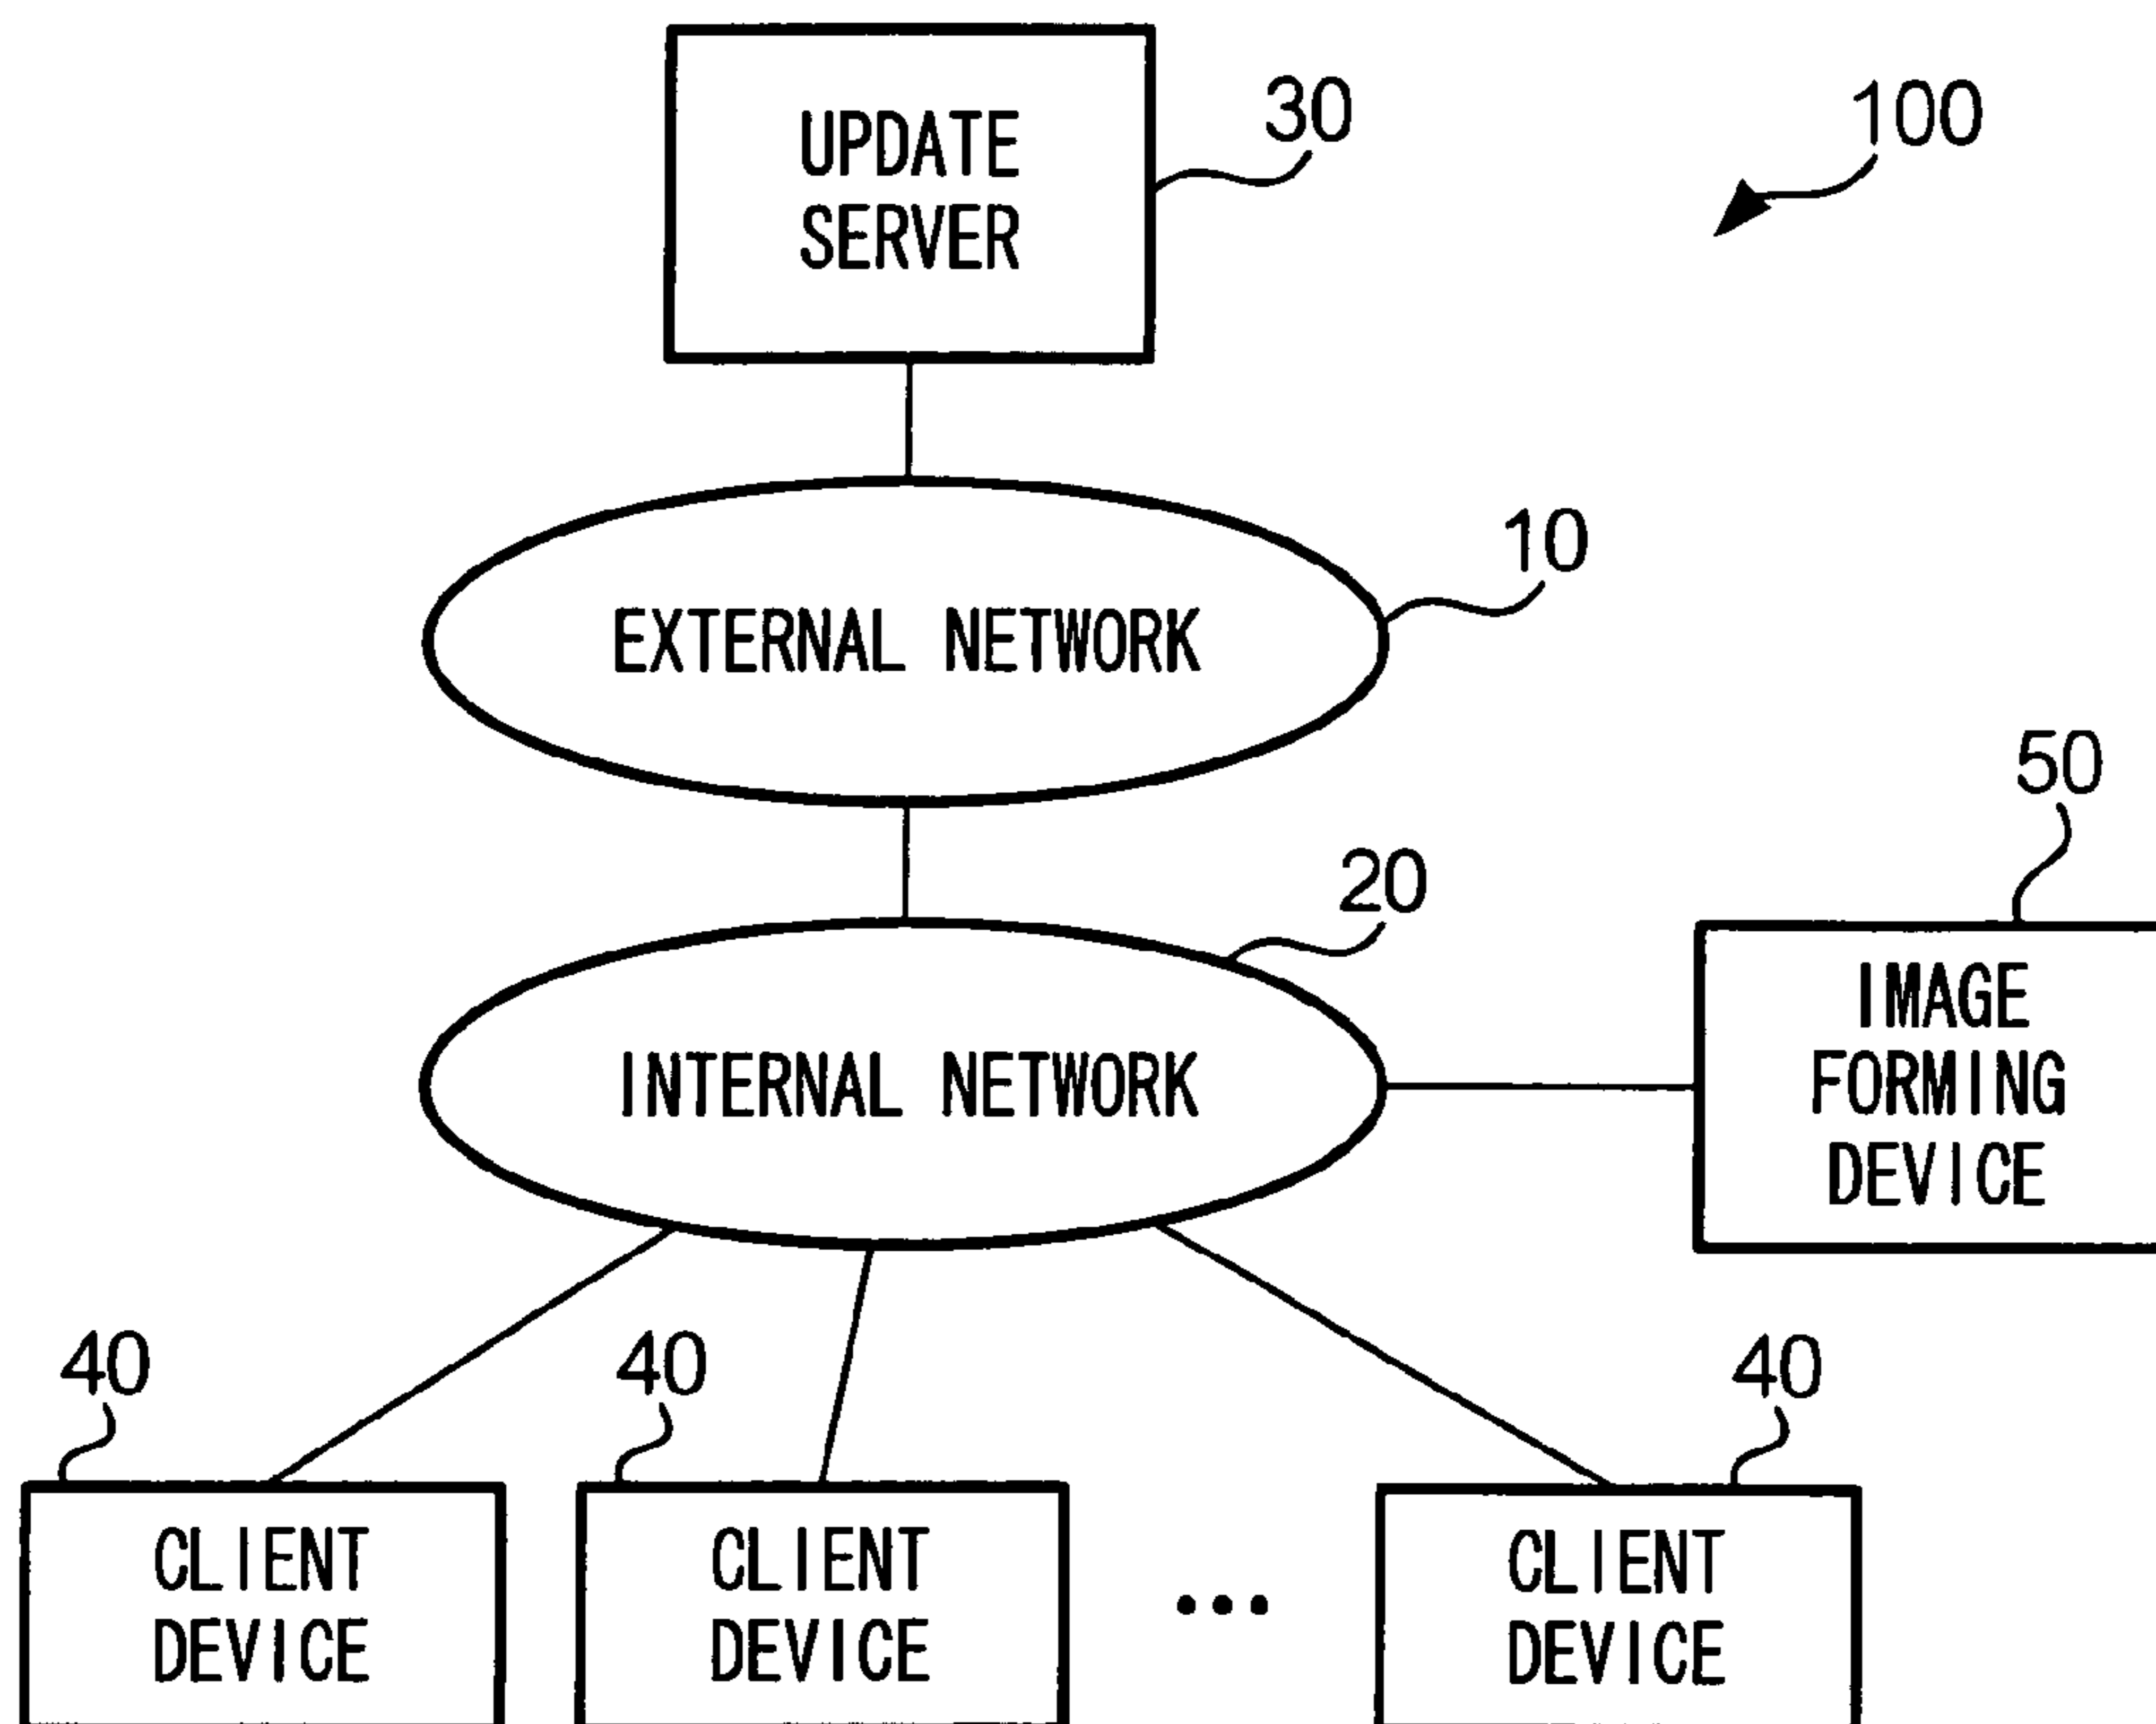 UPDATE
SERVER
30
100
EXTERNAL NETWORK
10
INTERNAL NETWORK
20
50
IMAGE
FORMING
DEVICE
40
CLIENT
DEVICE
40
CLIENT
DEVICE
•••
40
CLIENT
DEVICE